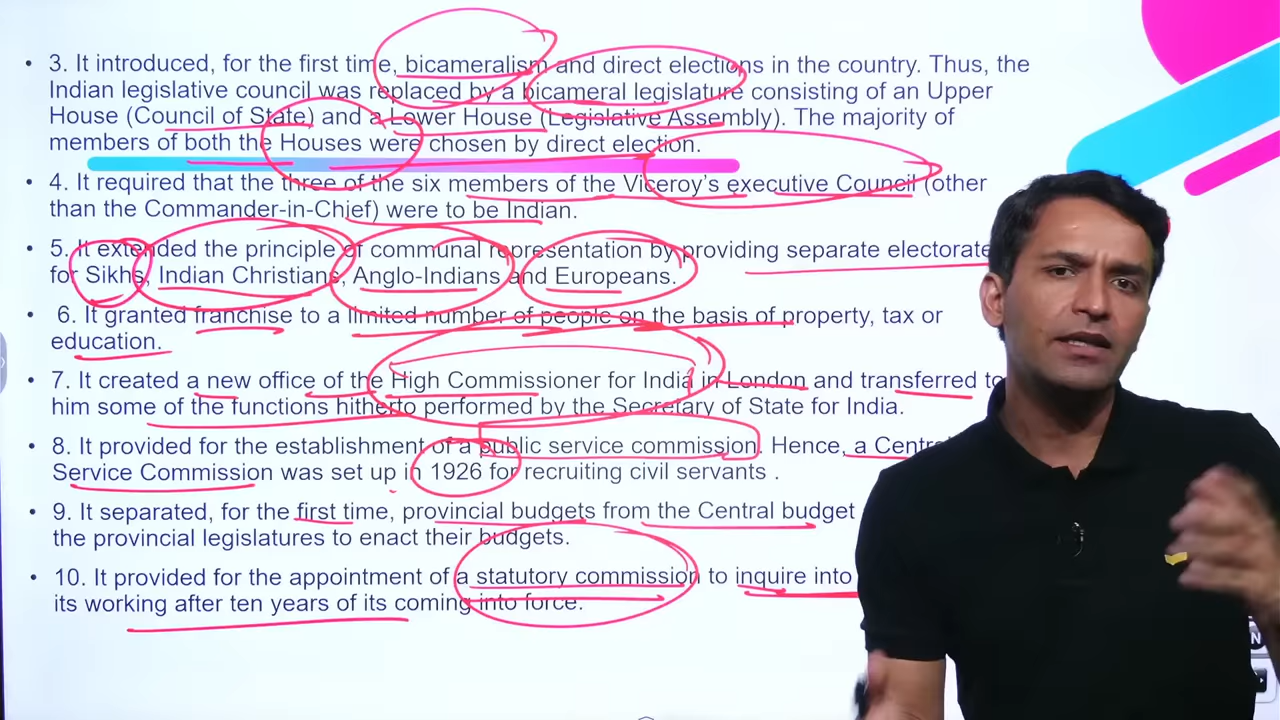 • 3. It introduced, for the first time, bicameralism and direct elections in the country. Thus, the
Indian legislative council was replaced by a bicameral legislature consisting of an Upper
House (Council of State) and a Lower House (Legislative Assembly). The majority of
members of both the Houses were chosen by direct election.
• 4. It required that the three of the six members of the Viceroy's executive Council (other
than the Commander-in-Chief) were to be Indian.
• 5. It extended the principle of communal representation by providing separate electorate
for Sikhs, Indian Christians, Anglo-Indians and Europeans.
• 6. It granted franchise to a limited number of people on the basis of property, tax or
education.
• 7. It created a new office of the High Commissioner for India in London and transferred to
him some of the functions hitherto performed by the Secretary of State for India.
• 8. It provided for the establishment of a public service commission. Hence, a Centr
Service Commission was set up in 1926 for recruiting civil servants .
• 9. It separated, for the first time, provincial budgets from the Central budget
the provincial legislatures to enact their budgets.
• 10. It provided for the appointment of a statutory commission to inquire into
its working after ten years of its coming into force.
N